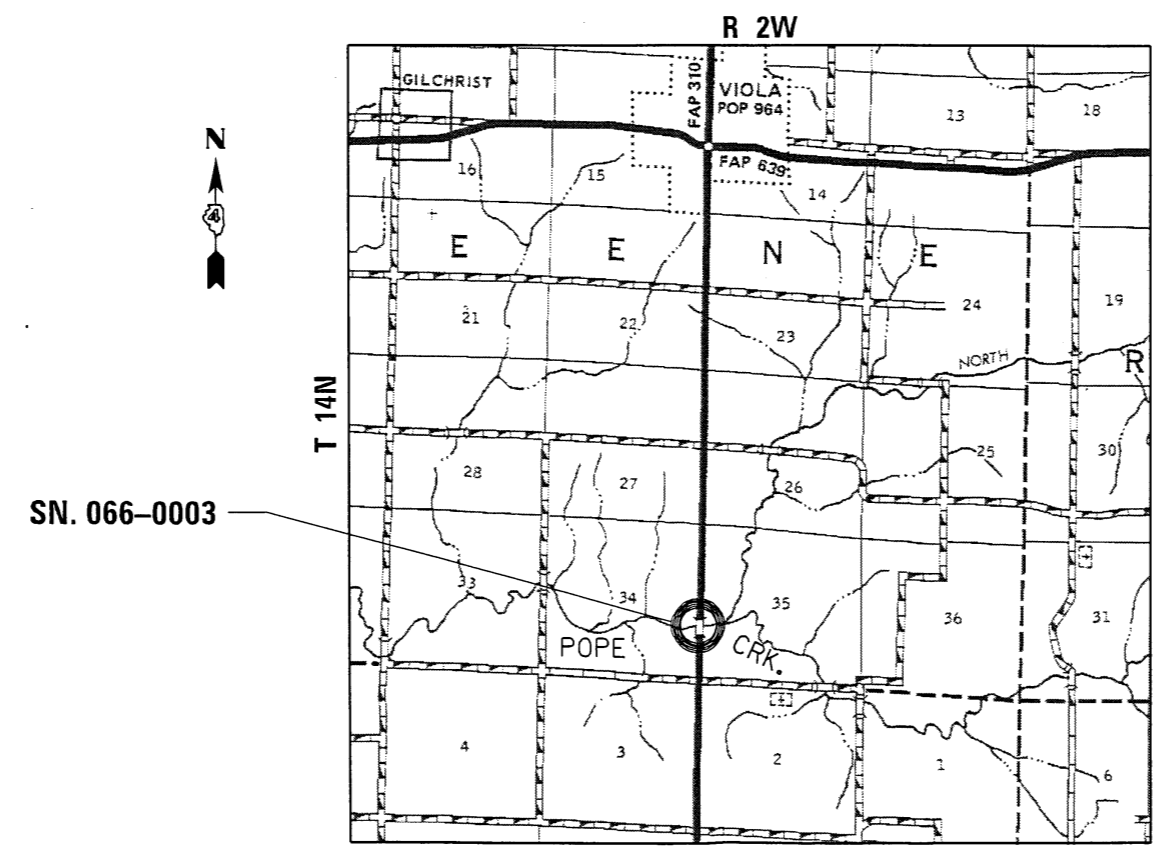 R 2W
GILCHRIST
FAP 310
VIOLA
POP 964
13
18
N
FAP 639
16
15
14
4
E E N E
21
22
23
24
19
NORTH
R
T 14N
28
27
26
25
30
SN. 066–0003
33
34
35
36
31
POPE CRK.
4
3
2
1
6